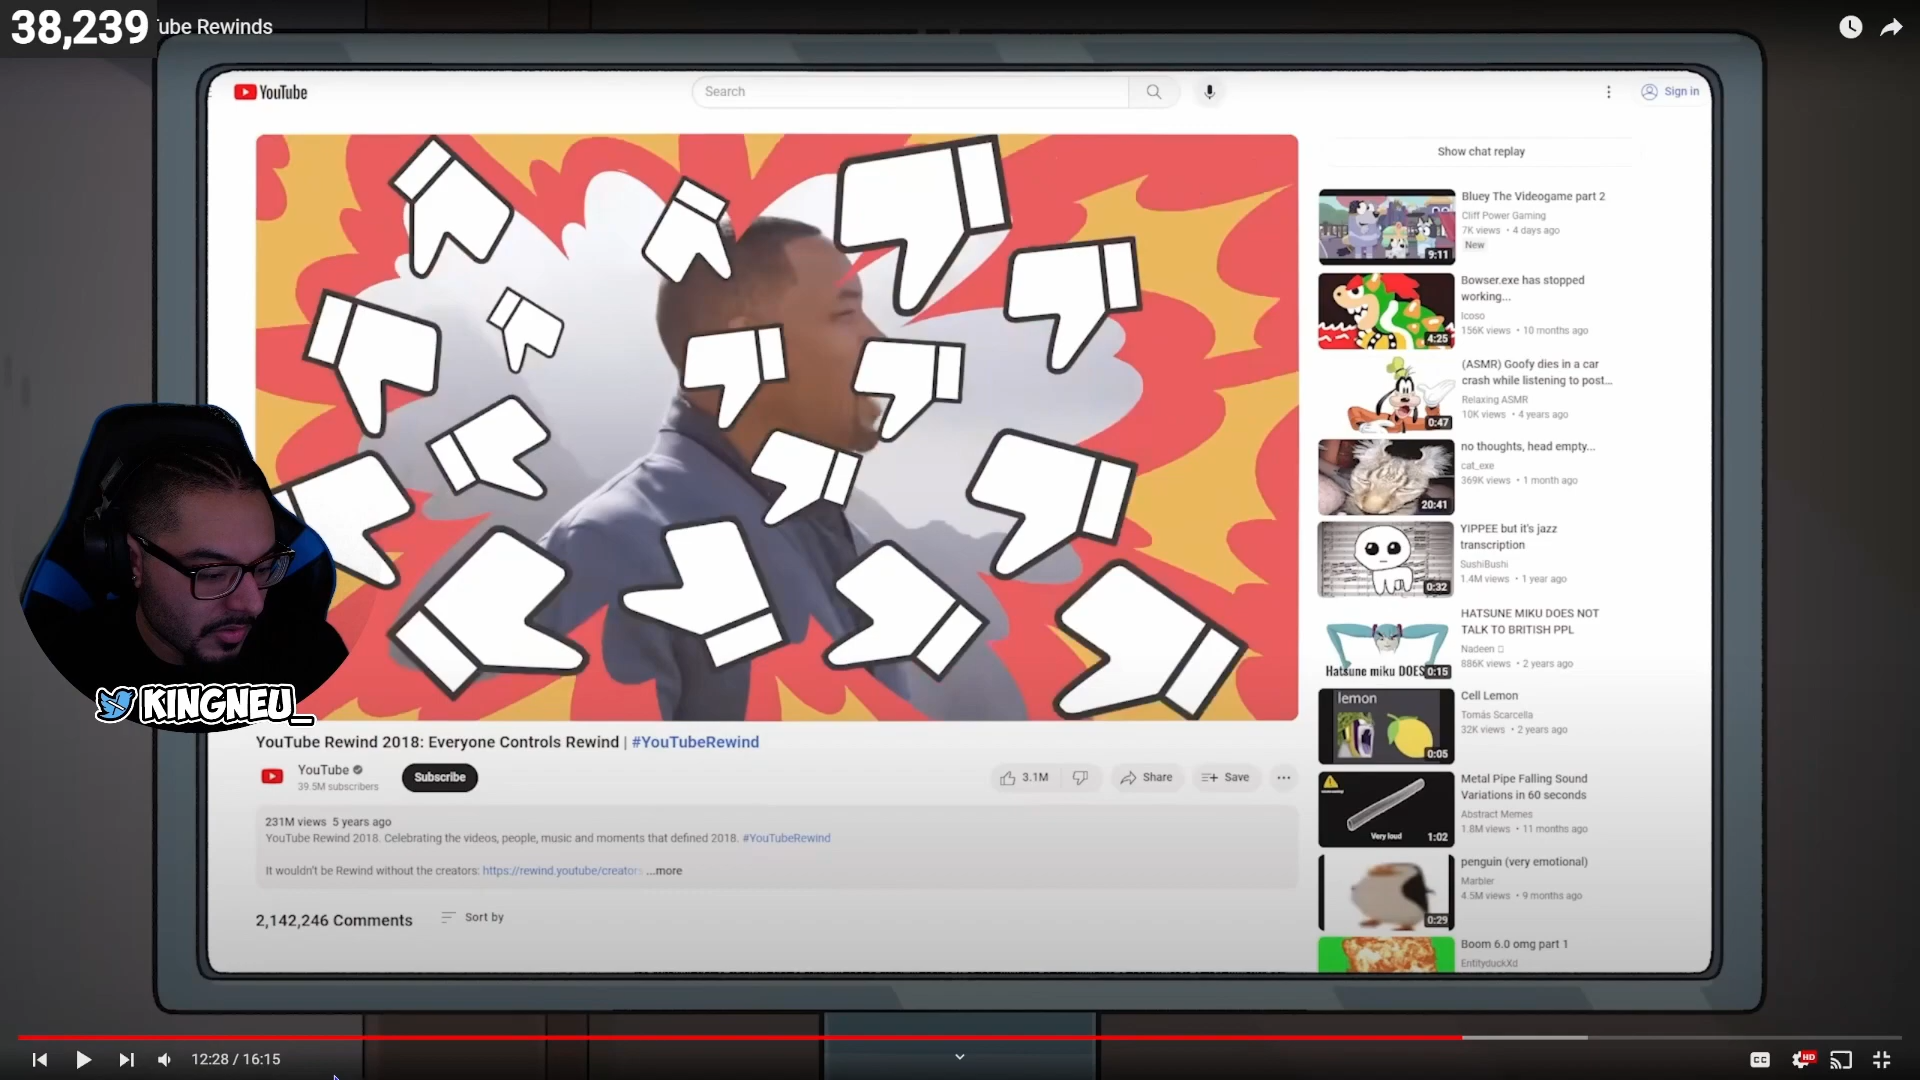 38,239
ube Rewinds
YouTube
Search
Sign in
Show chat replay
Bluey The Videogame part 2
Cliff Power Gaming
7K views • 4 days ago
New
9:11
Bowser.exe has stopped
working...
Icoso
156K views • 10 months ago
4:25
(ASMR) Goofy dies in a car
crash while listening to post...
Relaxing ASMR
10K views • 4 years ago
0:47
no thoughts, head empty...
cat_exe
369K views • 1 month ago
20:41
YIPPEE but it's jazz
transcription
SushiBushi
1.4M views • 1 year ago
0:32
HATSUNE MIKU DOES NOT
TALK TO BRITISH PPL
Nadeen
886K views • 2 years ago
Hatsune miku DOES
0:15
lemon
Cell Lemon
Tomás Scarcella
32K views • 2 years ago
0:05
Metal Pipe Falling Sound
Variations in 60 seconds
Abstract Memes
1.8M views • 11 months ago
Very loud
1:02
penguin (very emotional)
Marbler
4.5M views • 9 months ago
0:29
Boom 6.0 omg part 1
EntityduckXd
KINGNEU_
YouTube Rewind 2018: Everyone Controls Rewind | #YouTubeRewind
YouTube
39.5M subscribers
Subscribe
3.1M
Share
Save
231M views 5 years ago
YouTube Rewind 2018. Celebrating the videos, people, music and moments that defined 2018. #YouTubeRewind
It wouldn't be Rewind without the creators: https://rewind.youtube/creators ...more
2,142,246 Comments
Sort by
12:28 / 16:15
CC
HD